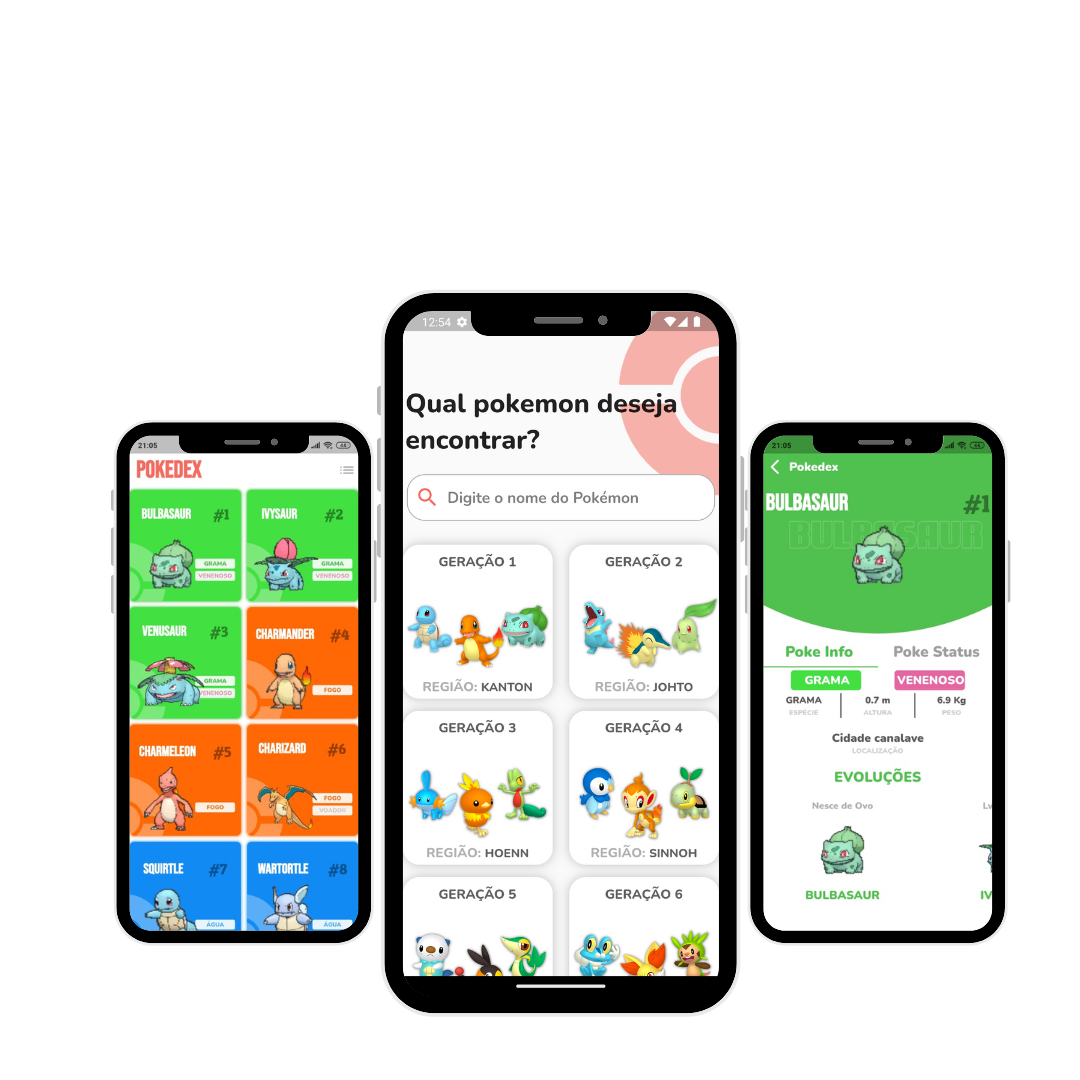 21:05
POKEDEX
BULBASAUR #1
GRAMA
VENENOSO
IVYSAUR #2
GRAMA
VENENOSO
VENUSAUR #3
GRAMA
VENENOSO
CHARMANDER #4
FOGO
CHARMELEON #5
FOGO
CHARIZARD #6
FOGO
VOADOR
SQUIRTLE #7
ÁGUA
WARTORTLE #8
ÁGUA
12:54
Qual pokemon deseja
encontrar?
Digite o nome do Pokémon
GERAÇÃO 1
REGIÃO: KANTON
GERAÇÃO 2
REGIÃO: JOHTO
GERAÇÃO 3
REGIÃO: HOENN
GERAÇÃO 4
REGIÃO: SINNOH
GERAÇÃO 5
GERAÇÃO 6
21:05
Pokedex
BULBASAUR #1
BULBASAUR
Poke Info Poke Status
GRAMA VENENOSO
GRAMA 0.7 m 6.9 Kg
ESPÉCIE ALTURA PESO
Cidade canalave
LOCALIZAÇÃO
EVOLUÇÕES
Nesce de Ovo
BULBASAUR
IV